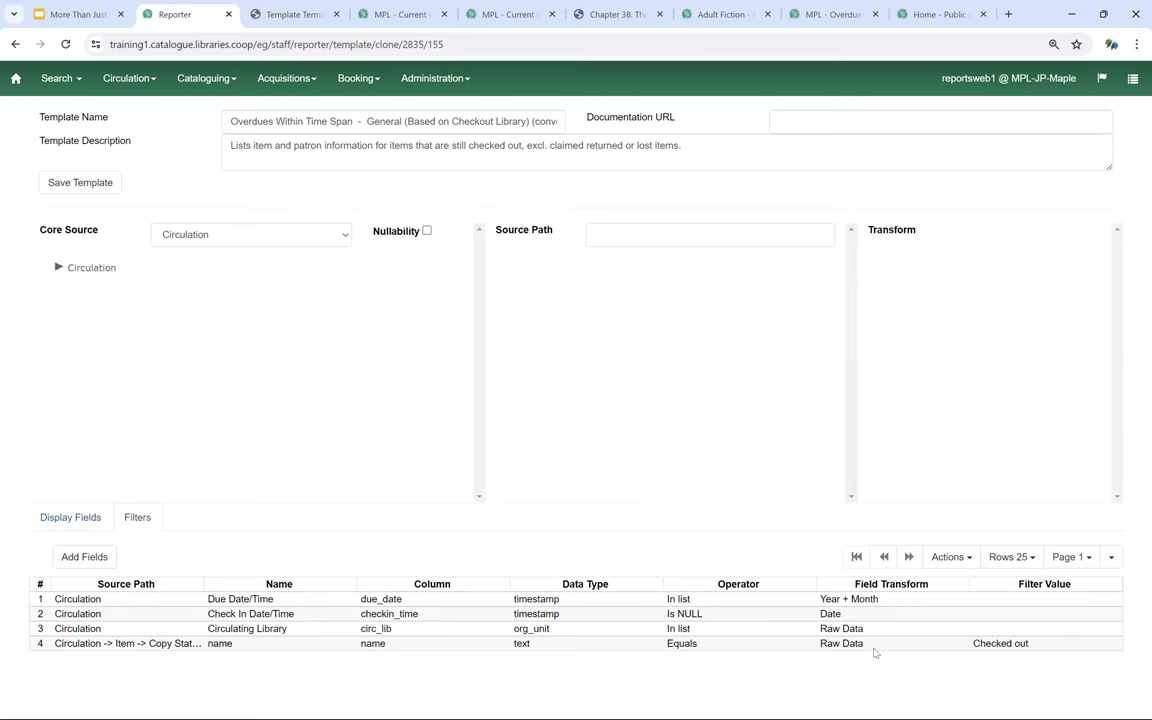 More Than Just
Reporter
Template Termi
MPL - Current
MPL - Current
Chapter 38. The
Adult Fiction -
MPL - Overdue
Home - Public
training1.catalogue.libraries.coop/eg/staff/reporter/template/clone/2835/155
Search Circulation Cataloguing Acquisitions Booking Administration reportsweb1 @ MPL-JP-Maple
Template Name Overdues Within Time Span - General (Based on Checkout Library) (conv Documentation URL
Template Description Lists item and patron information for items that are still checked out, excl. claimed returned or lost items.
Save Template
Core Source Circulation Nullability Source Path Transform
Circulation
Display Fields Filters
Add Fields Actions Rows 25 Page 1
# Source Path Name Column Data Type Operator Field Transform Filter Value
1 Circulation Due Date/Time due_date timestamp In list Year + Month
2 Circulation Check In Date/Time checkin_time timestamp Is NULL Date
3 Circulation Circulating Library circ_lib org_unit In list Raw Data
4 Circulation -> Item -> Copy Stat... name name text Equals Raw Data Checked out